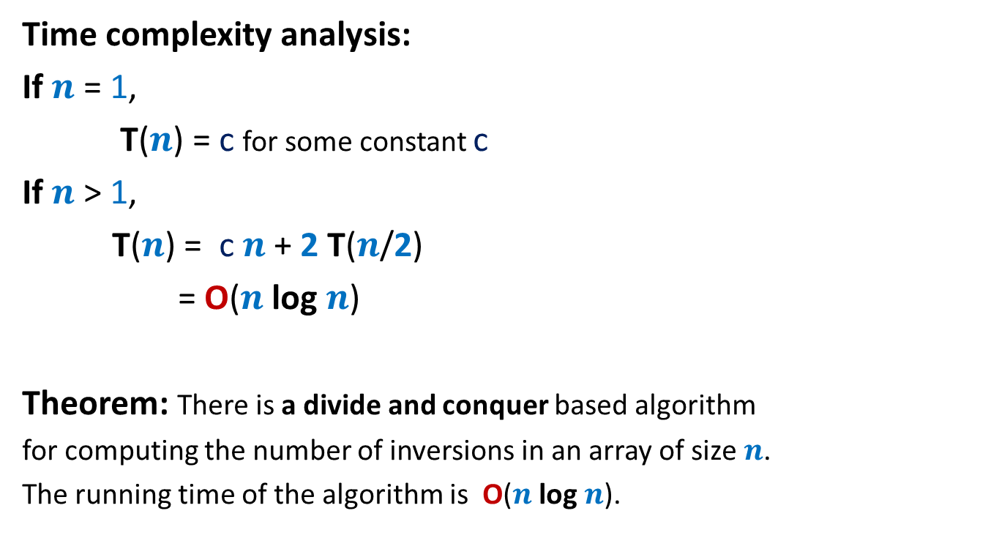 Time complexity analysis:
If n = 1,
T(n) = c for some constant c
If n > 1,
T(n) = c n + 2 T(n/2)
= O(n log n)
Theorem: There is a divide and conquer based algorithm
for computing the number of inversions in an array of size n.
The running time of the algorithm is O(n log n).